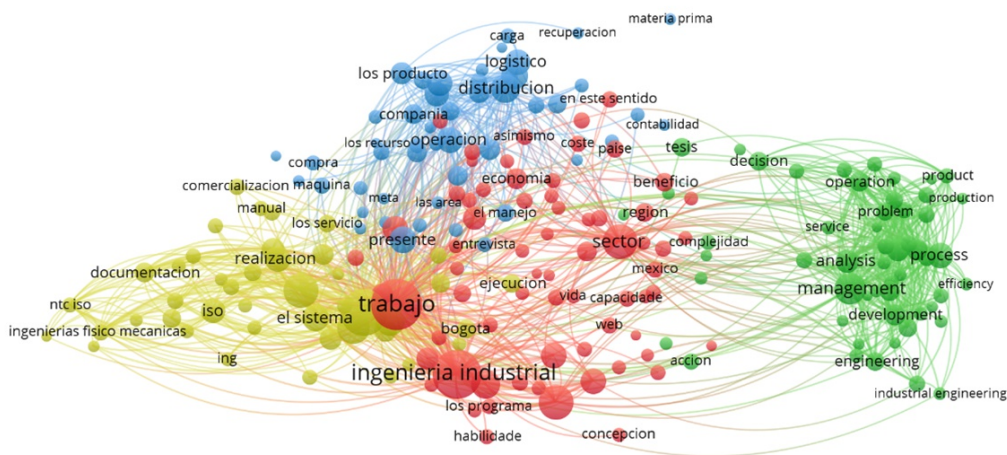 materia prima
recuperacion
carga
logistico
los producto
distribucion
en este sentido
compania
contabilidad
asimismo
operacion
los recurso
coste
paise
tesis
decision
compra
economia
operation
product
comercializacion
maquina
beneficio
meta
production
las area
manual
el manejo
region
problem
los servicio
service
presente
entrevista
sector
complejidad
realizacion
process
analysis
documentacion
mexico
ejecucion
efficiency
management
vida
capacidade
ntc iso
trabajo
iso
el sistema
development
ingenierias fisico mecanicas
bogota
web
ing
accion
engineering
ingenieria industrial
industrial engineering
los programa
habilidade
concepcion